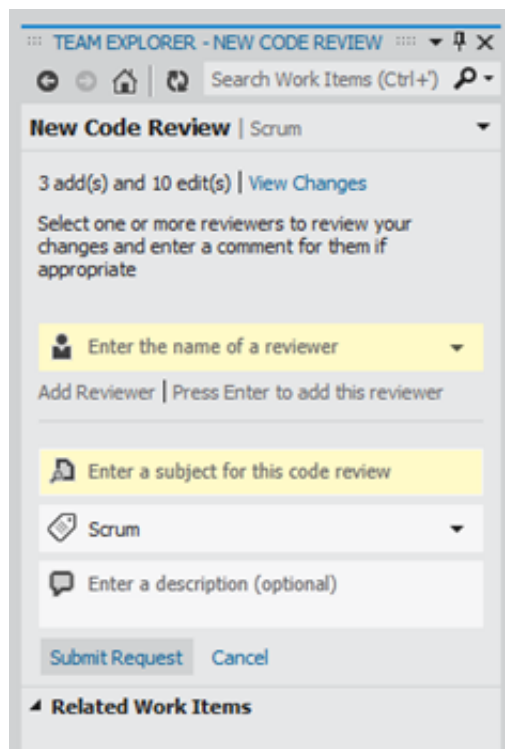 TEAM EXPLORER - NEW CODE REVIEW
Search Work Items (Ctrl+')
New Code Review | Scrum
3 add(s) and 10 edit(s) | View Changes
Select one or more reviewers to review your
changes and enter a comment for them if
appropriate
Enter the name of a reviewer
Add Reviewer | Press Enter to add this reviewer
Enter a subject for this code review
Scrum
Enter a description (optional)
Submit Request Cancel
Related Work Items